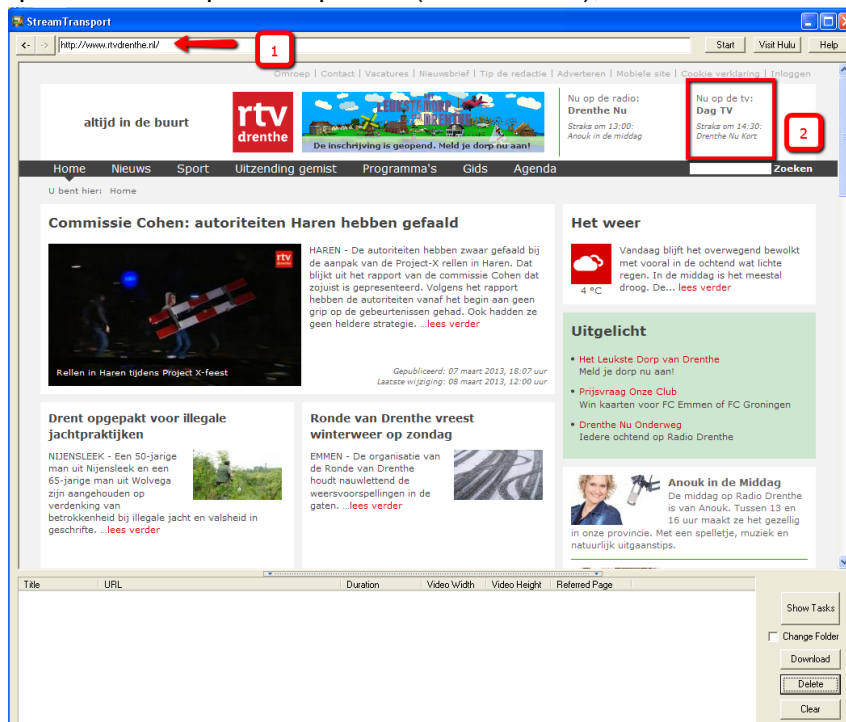 StreamTransport
<- -> http://www.rtvdrenthe.nl/ 1 Start Visit Hulu Help
Omroep | Contact | Vacatures | Nieuwsbrief | Tip de redactie | Adverteren | Mobiele site | Cookie verklaring | Inloggen
altijd in de buurt
rtv
drenthe
LEUKSTE DORP
De inschrijving is geopend. Meld je dorp nu aan!
Nu op de radio:
Drenthe Nu
Straks om 13:00:
Anouk in de middag
Nu op de tv:
Dag TV
Straks om 14:30:
Drenthe Nu Kort
2
Home Nieuws Sport Uitzending gemist Programma's Gids Agenda Zoeken
U bent hier: Home
Commissie Cohen: autoriteiten Haren hebben gefaald
rtv
Rellen in Haren tijdens Project X-feest
HAREN - De autoriteiten hebben zwaar gefaald bij
de aanpak van de Project-X rellen in Haren. Dat
blijkt uit het rapport van de commissie Cohen dat
zojuist is gepresenteerd. Volgens het rapport
hebben de autoriteiten vanaf het begin aan geen
grip op de gebeurtenissen gehad. Ook hadden ze
geen heldere strategie. ...lees verder
Gepubliceerd: 07 maart 2013, 18:07 uur
Laatste wijziging: 08 maart 2013, 12:00 uur
Het weer
4 °C
Vandaag blijft het overwegend bewolkt
met vooral in de ochtend wat lichte
regen. In de middag is het meestal
droog. De... lees verder
Uitgelicht
• Het Leukste Dorp van Drenthe
Meld je dorp nu aan!
• Prijsvraag Onze Club
Win kaarten voor FC Emmen of FC Groningen
• Drenthe Nu Onderweg
Iedere ochtend op Radio Drenthe
Drent opgepakt voor illegale
jachtpraktijken
NIJENSLEEK - Een 50-jarige
man uit Nijensleek en een
65-jarige man uit Wolvega
zijn aangehouden op
verdenking van
betrokkenheid bij illegale jacht en valsheid in
geschrifte. ...lees verder
Ronde van Drenthe vreest
winterweer op zondag
EMMEN - De organisatie van
de Ronde van Drenthe
houdt nauwlettend de
weersvoorspellingen in de
gaten. ...lees verder
Anouk in de Middag
De middag op Radio Drenthe
is van Anouk. Tussen 13 en
16 uur maakt ze het gezellig
in onze provincie. Met een spelletje, muziek en
natuurlijk uitgaanstips.
Title URL Duration Video Width Video Height Referred Page
Show Tasks
Change Folder
Download
Delete
Clear